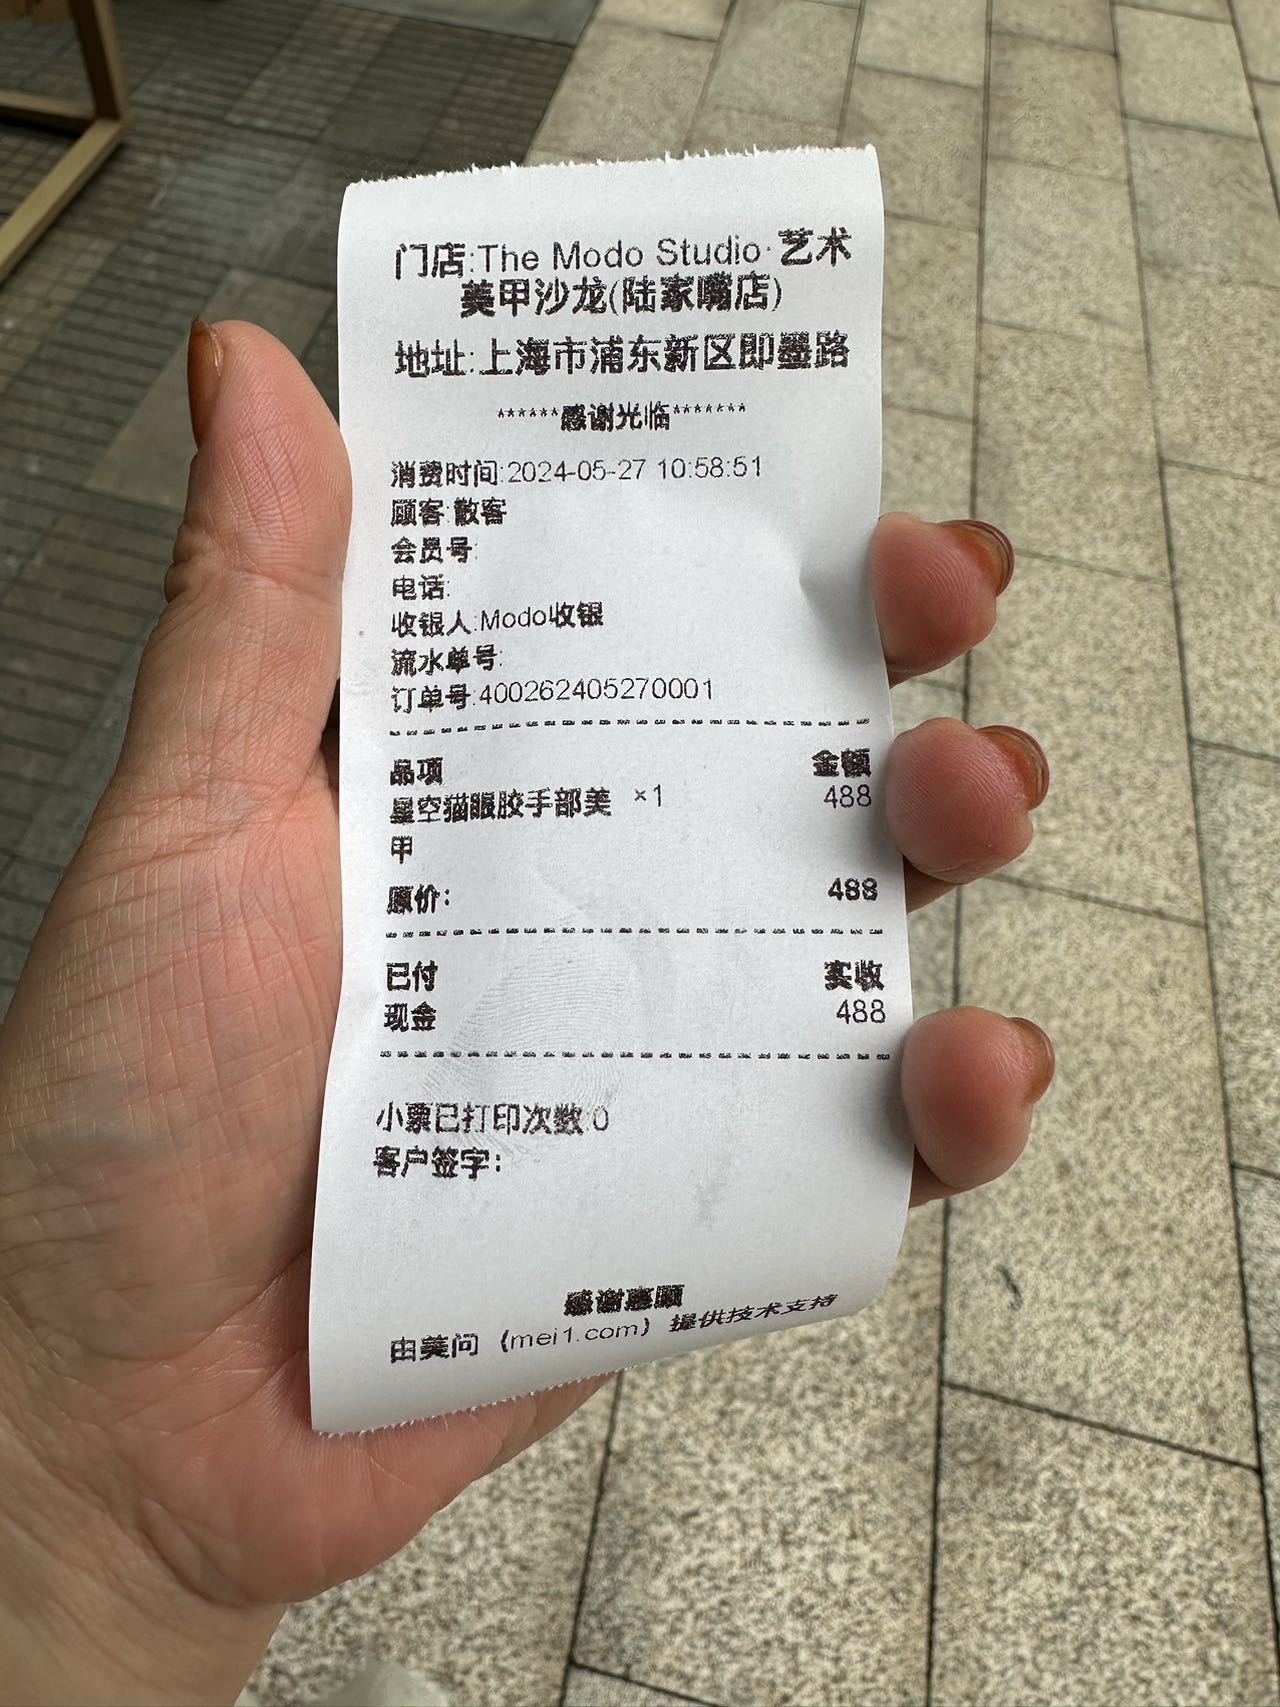 门店:The Modo Studio·艺术
美甲沙龙(陆家嘴店)
地址:上海市浦东新区即墨路
******感谢光临*******
消费时间:2024-05-27 10:58:51
顾客:散客
会员号:
电话:
收银人:Modo收银
流水单号:
订单号:400262405270001
品项 金额
星空猫眼胶手部美 ×1 488
甲
原价: 488
已付 实收
现金 488
小票已打印次数:0
客户签字:
感谢惠顾
由美问（mei1.com）提供技术支持